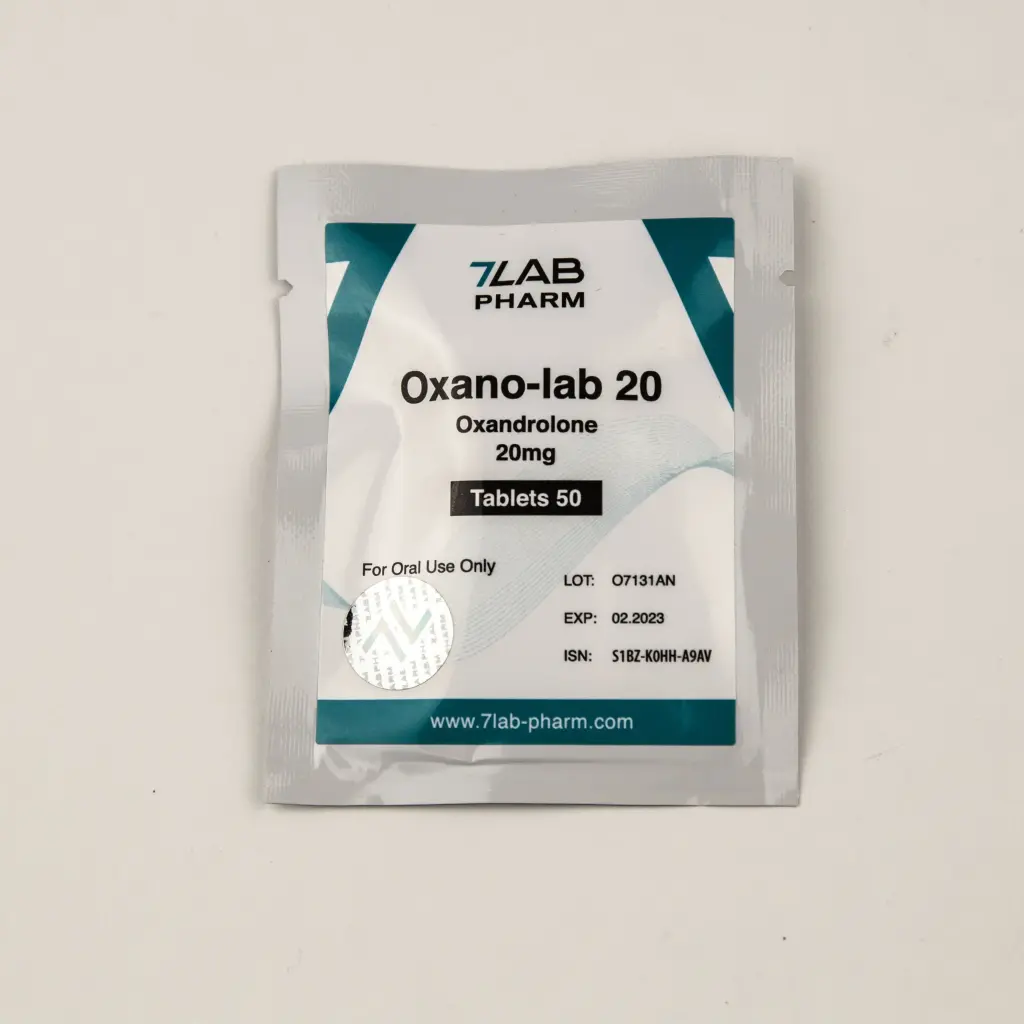 7LAB
PHARM
Oxano-lab 20
Oxandrolone
20mg
Tablets 50
For Oral Use Only
LOT: O7131AN
EXP: 02.2023
ISN: S1BZ-K0HH-A9AV
www.7lab-pharm.com